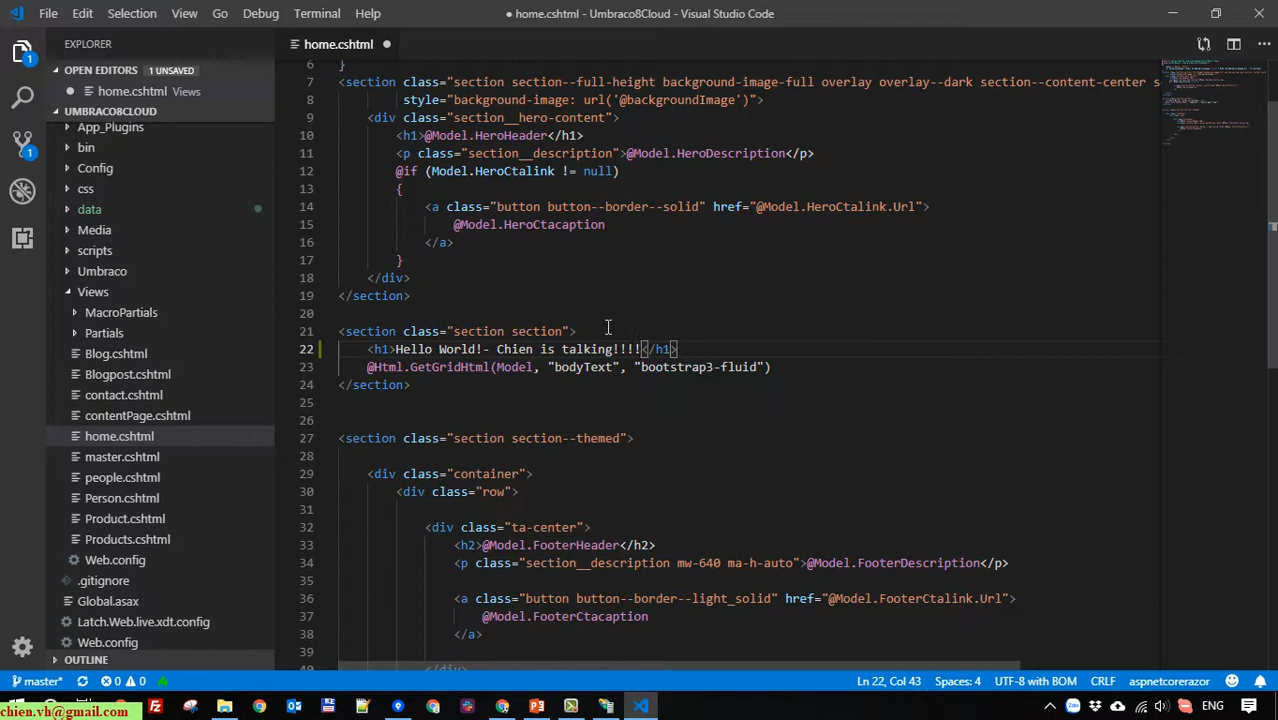 File Edit Selection View Go Debug Terminal Help
● home.cshtml - Umbraco8Cloud - Visual Studio Code
EXPLORER
home.cshtml ●
OPEN EDITORS 1 UNSAVED
● home.cshtml Views
UMBRACO8CLOUD
App_Plugins
bin
Config
css
data
Media
scripts
Umbraco
Views
MacroPartials
Partials
Blog.cshtml
Blogpost.cshtml
contact.cshtml
contentPage.cshtml
home.cshtml
master.cshtml
people.cshtml
Person.cshtml
Product.cshtml
Products.cshtml
Web.config
.gitignore
Global.asax
Latch.Web.live.xdt.config
Web.config
OUTLINE
6 }
7 <section class="section--full-height background-image-full overlay overlay--dark section--content-center s
8 style="background-image: url('@backgroundImage')">
9 <div class="section__hero-content">
10 <h1>@Model.HeroHeader</h1>
11 <p class="section__description">@Model.HeroDescription</p>
12 @if (Model.HeroCtalink != null)
13 {
14 <a class="button button--border--solid" href="@Model.HeroCtalink.Url">
15 @Model.HeroCtacaption
16 </a>
17 }
18 </div>
19 </section>
20
21 <section class="section section">
22 <h1>Hello World!- Chien is talking!!!!</h1>
23 @Html.GetGridHtml(Model, "bodyText", "bootstrap3-fluid")
24 </section>
25
26
27 <section class="section section--themed">
28
29 <div class="container">
30 <div class="row">
31
32 <div class="ta-center">
33 <h2>@Model.FooterHeader</h2>
34 <p class="section__description mw-640 ma-h-auto">@Model.FooterDescription</p>
35
36 <a class="button button--border--light_solid" href="@Model.FooterCtalink.Url">
37 @Model.FooterCtacaption
38 </a>
39
40 </div>
master* 0 0 Ln 22, Col 43 Spaces: 4 UTF-8 with BOM CRLF aspnetcorerazor
chien.vh@gmail.com
ENG